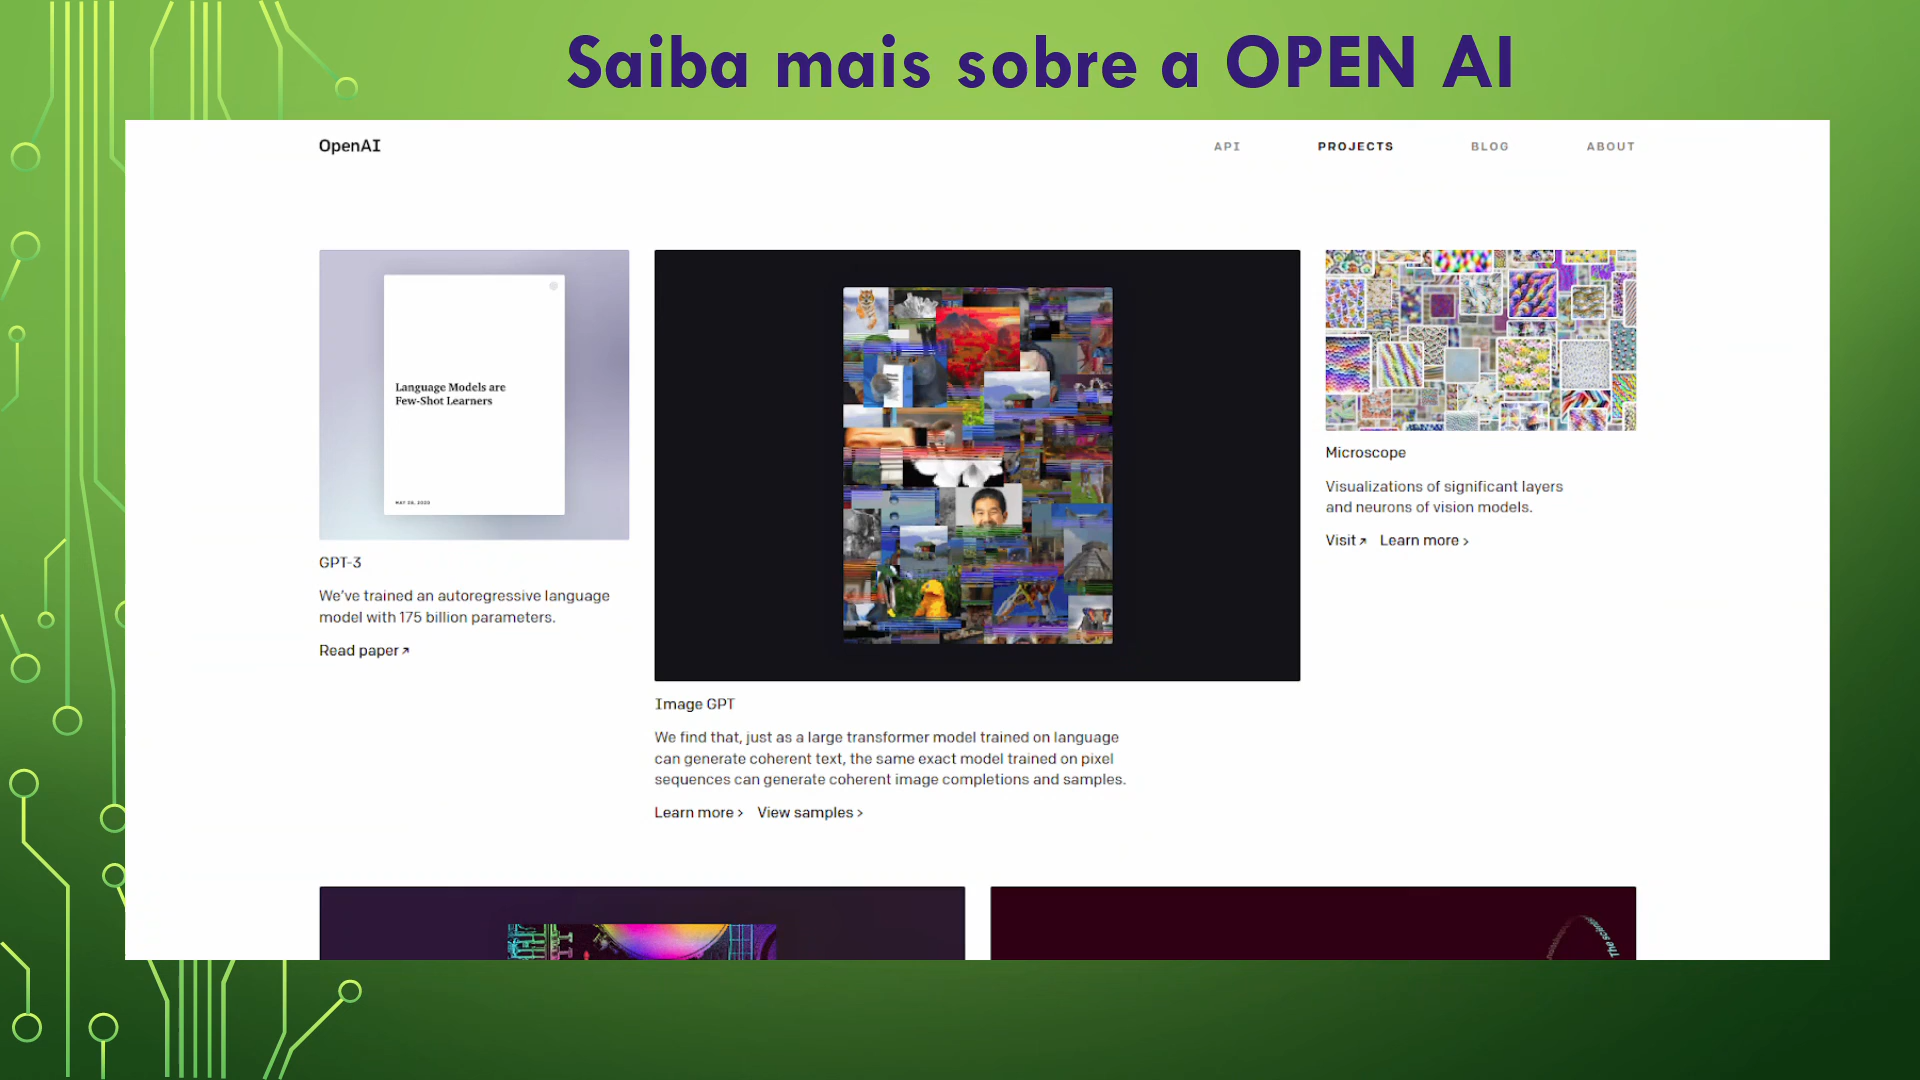 Saiba mais sobre a OPEN AI
OpenAI
API
PROJECTS
BLOG
ABOUT
Language Models are
Few-Shot Learners
MAY 28, 2020
GPT-3
We've trained an autoregressive language
model with 175 billion parameters.
Read paper ↗
Image GPT
We find that, just as a large transformer model trained on language
can generate coherent text, the same exact model trained on pixel
sequences can generate coherent image completions and samples.
Learn more › View samples ›
Microscope
Visualizations of significant layers
and neurons of vision models.
Visit ↗ Learn more ›